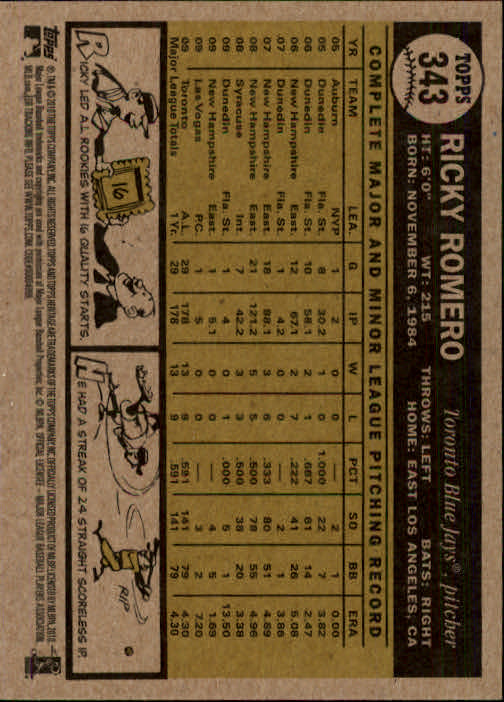 TOPPS
343
RICKY ROMERO Toronto Blue Jays®, pitcher
HT: 6'0" WT: 215 THROWS: LEFT BATS: RIGHT
BORN: NOVEMBER 6, 1984 HOME: EAST LOS ANGELES, CA
COMPLETE MAJOR AND MINOR LEAGUE PITCHING RECORD
YR TEAM LEA. G IP W L PCT SO BB ERA
05 Auburn NYP 1 2 0 0 — 2 1 0.00
05 Dunedin Fla. St. 8 30.2 1 0 1.000 22 7 3.82
06 Dunedin Fla. St. 10 58.1 2 1 .667 61 14 2.47
06 New Hampshire East. 12 67.1 2 7 .222 41 26 5.08
07 Dunedin Fla. St. 1 4.2 0 0 — 2 1 3.86
07 New Hampshire East. 18 88.1 3 6 .333 80 51 4.89
08 New Hampshire East. 21 121.2 5 5 .500 78 55 4.96
08 Syracuse Int. 7 42.2 3 3 .500 38 20 3.38
09 Dunedin Fla. St. 1 4 0 1 .000 5 1 13.50
09 New Hampshire East. 1 5.1 0 0 — 4 1 1.69
09 Las Vegas P.C. 1 5 0 0 — 3 2 7.20
09 Toronto A.L. 29 178 13 9 .591 141 79 4.30
Major League Totals 1 Yr. 29 178 13 9 .591 141 79 4.30
16
RICKY LED A.L. ROOKIES WITH 16 QUALITY STARTS.
RIP
HE HAD A STREAK OF 24 STRAIGHT SCORELESS IP.
TOPPS